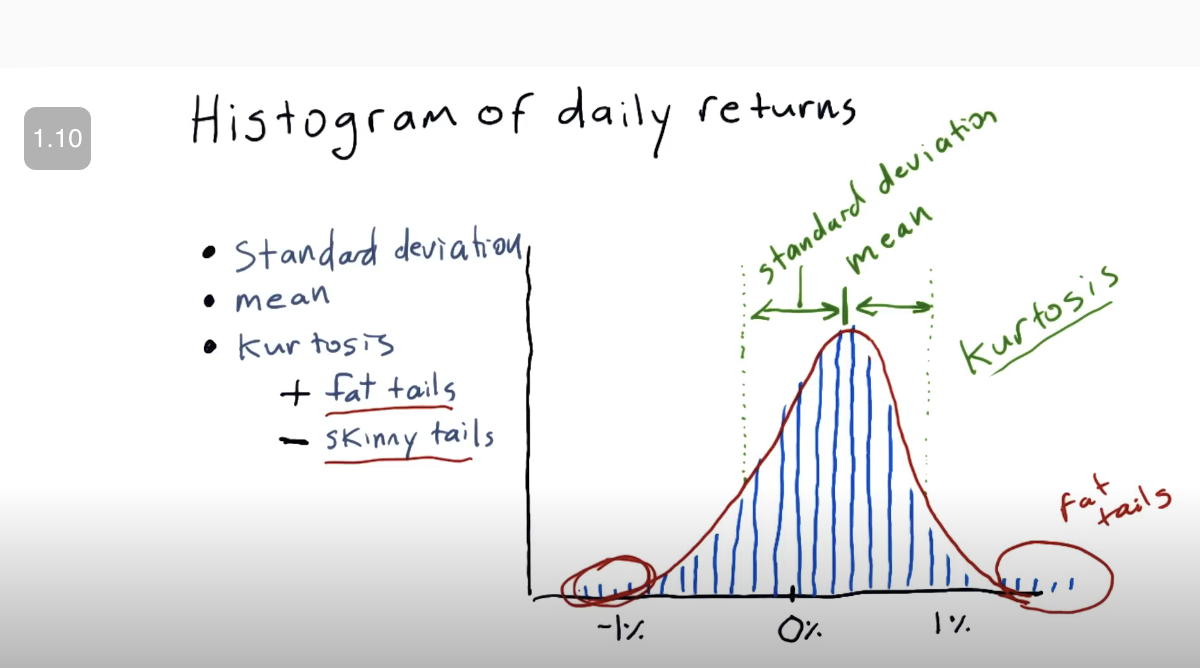 Histogram of daily returns
1.10
standard deviation
mean
Kurtosis
• Standard deviation
• mean
• Kurtosis
+ fat tails
- skinny tails
fat
tails
-1% 0% 1%